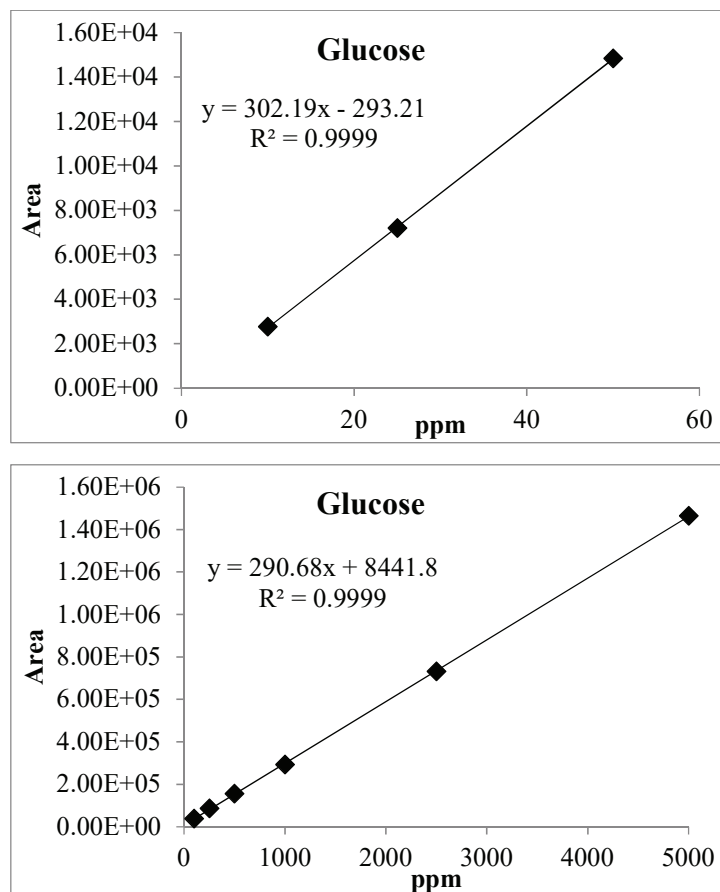 Glucose
y = 302.19x - 293.21
R² = 0.9999
Area
1.60E+04
1.40E+04
1.20E+04
1.00E+04
8.00E+03
6.00E+03
4.00E+03
2.00E+03
0.00E+00
0 20 40 60
ppm
Glucose
y = 290.68x + 8441.8
R² = 0.9999
Area
1.60E+06
1.40E+06
1.20E+06
1.00E+06
8.00E+05
6.00E+05
4.00E+05
2.00E+05
0.00E+00
0 1000 2000 3000 4000 5000
ppm